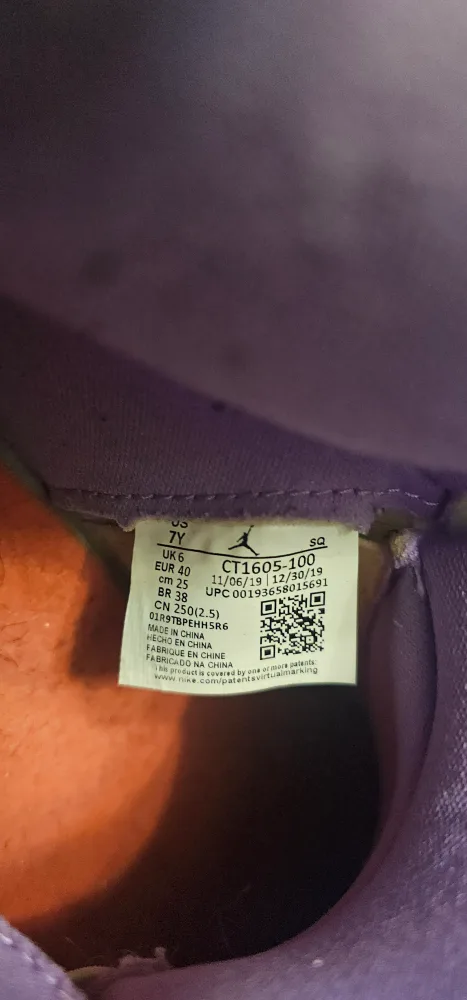 US
7Y
UK 6
EUR 40
cm 25
BR 38
CN 250(2.5)
01R9TBPEHH5R6
MADE IN CHINA
HECHO EN CHINA
FABRIQUE EN CHINE
FABRICADO NA CHINA
SQ
CT1605-100
11/06/19 | 12/30/19
UPC 00193658015691
This product is covered by one of more patents:
www.nike.com/patentsvirtualmarking